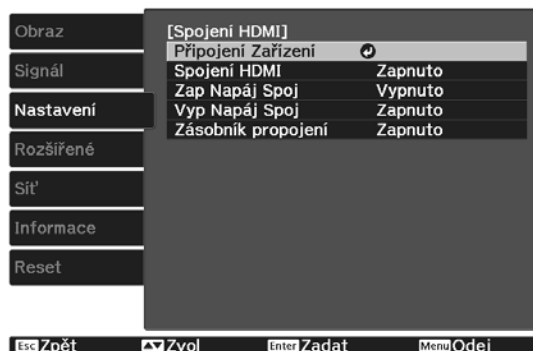 Obraz
Signál
Nastavení
Rozšířené
Síť
Informace
Reset
[Spojení HDMI]
Připojení Zařízení
Spojení HDMI Zapnuto
Zap Napáj Spoj Vypnuto
Vyp Napáj Spoj Zapnuto
Zásobník propojení Zapnuto
Esc Zpět Zvol Enter Zadat Menu Odej